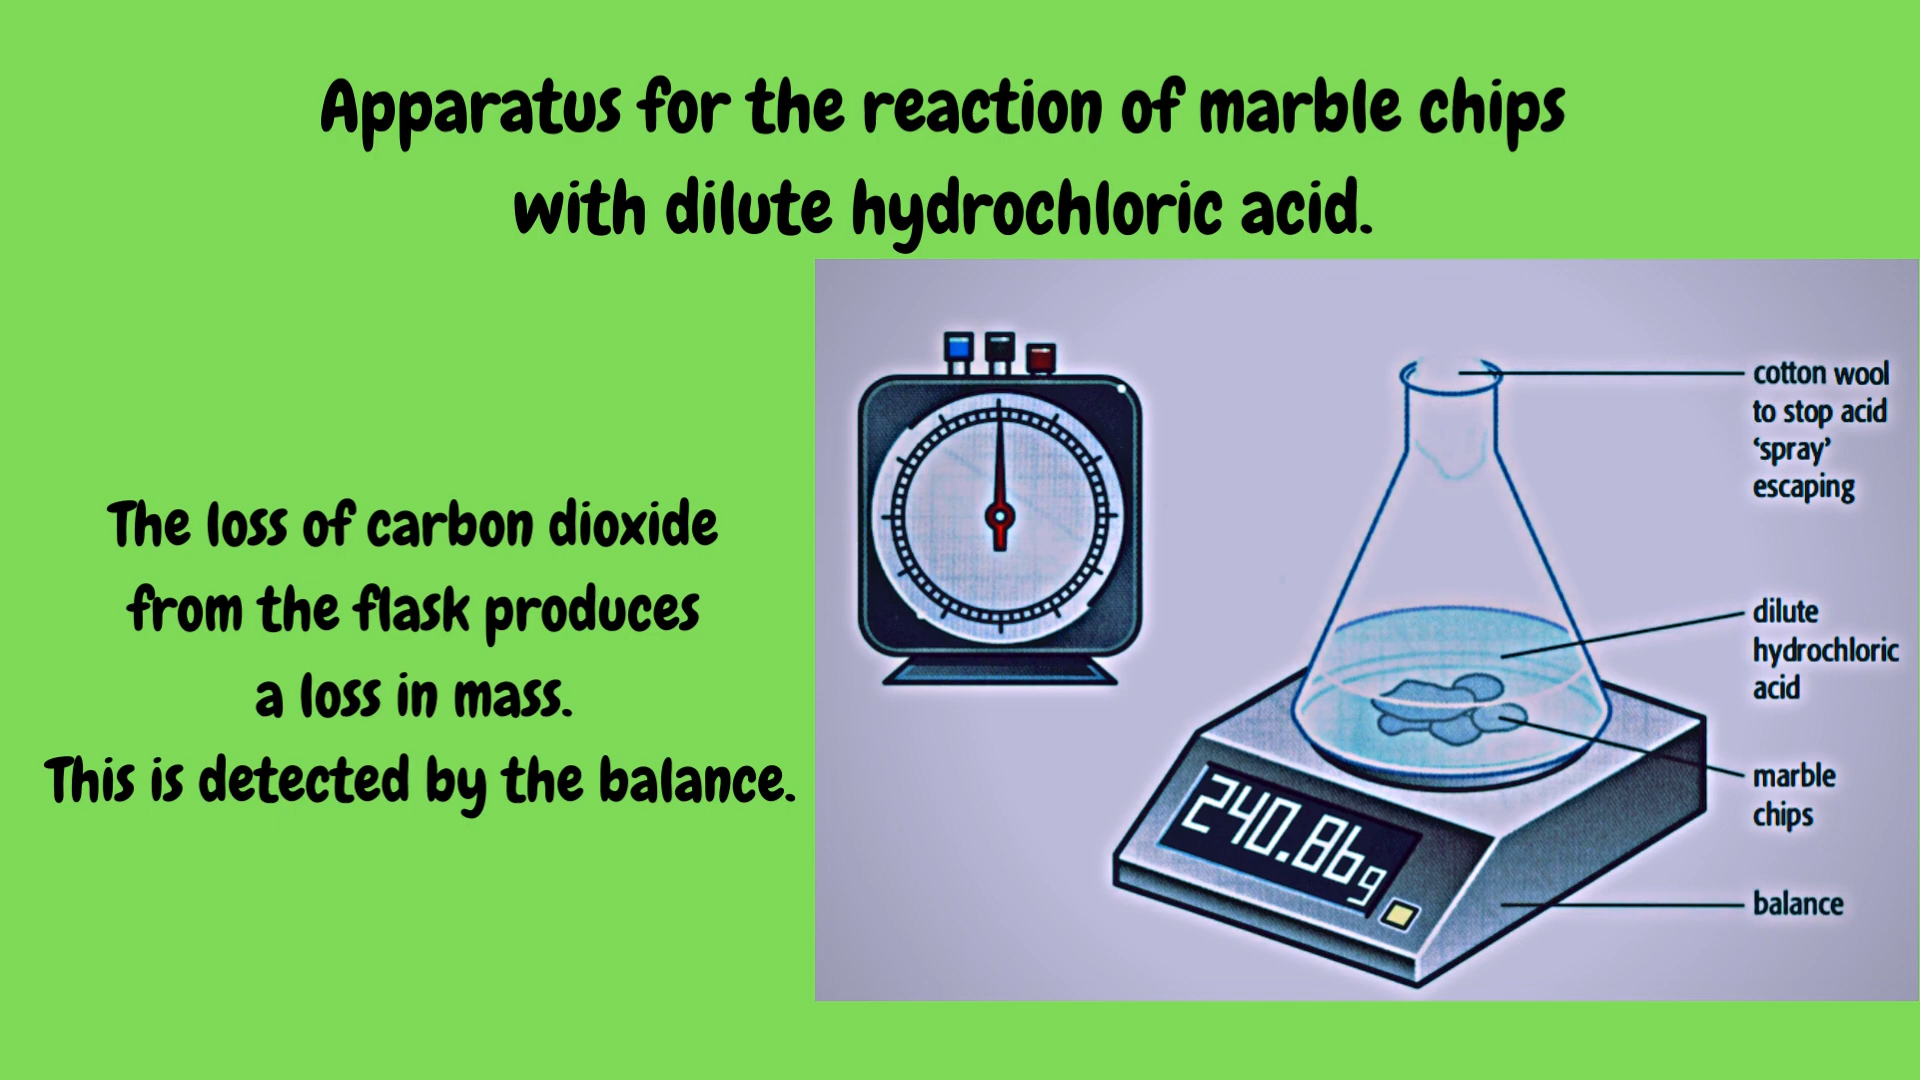 Apparatus for the reaction of marble chips
with dilute hydrochloric acid.
The loss of carbon dioxide
from the flask produces
a loss in mass.
This is detected by the balance.
cotton wool
to stop acid
‘spray’
escaping
dilute
hydrochloric
acid
marble
chips
balance
240.86g